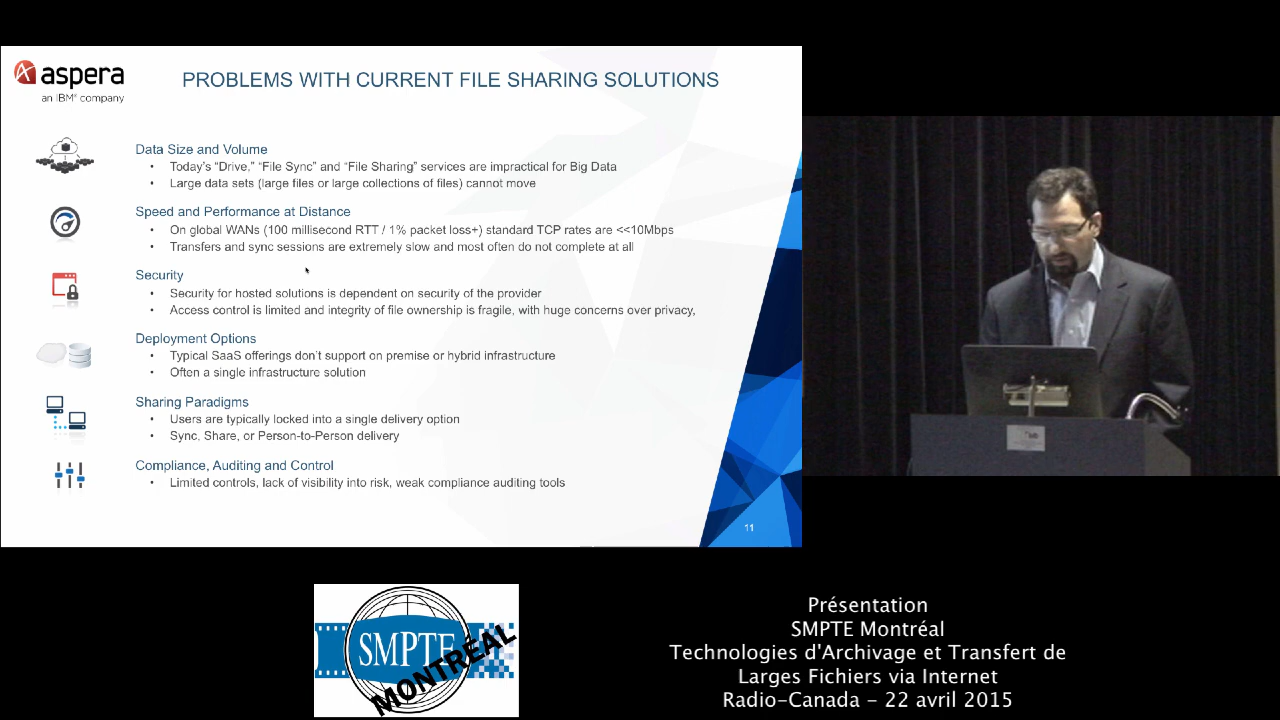 aspera
an IBM® company
PROBLEMS WITH CURRENT FILE SHARING SOLUTIONS
Data Size and Volume
• Today's “Drive,” “File Sync” and “File Sharing” services are impractical for Big Data
• Large data sets (large files or large collections of files) cannot move
Speed and Performance at Distance
• On global WANs (100 millisecond RTT / 1% packet loss+) standard TCP rates are <<10Mbps
• Transfers and sync sessions are extremely slow and most often do not complete at all
Security
• Security for hosted solutions is dependent on security of the provider
• Access control is limited and integrity of file ownership is fragile, with huge concerns over privacy,
Deployment Options
• Typical SaaS offerings don't support on premise or hybrid infrastructure
• Often a single infrastructure solution
Sharing Paradigms
• Users are typically locked into a single delivery option
• Sync, Share, or Person-to-Person delivery
Compliance, Auditing and Control
• Limited controls, lack of visibility into risk, weak compliance auditing tools
11
SMPTE
MONTRÉAL
Présentation
SMPTE Montréal
Technologies d'Archivage et Transfert de
Larges Fichiers via Internet
Radio-Canada - 22 avril 2015